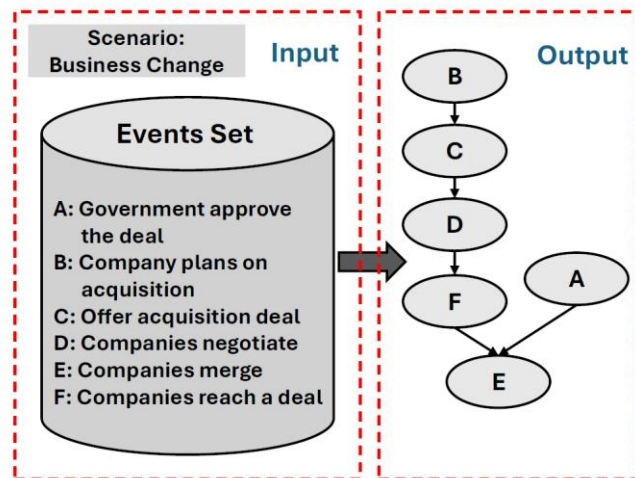 Scenario:
Business Change
Input
Events Set
A: Government approve
the deal
B: Company plans on
acquisition
C: Offer acquisition deal
D: Companies negotiate
E: Companies merge
F: Companies reach a deal
Output
B
C
D
F
A
E